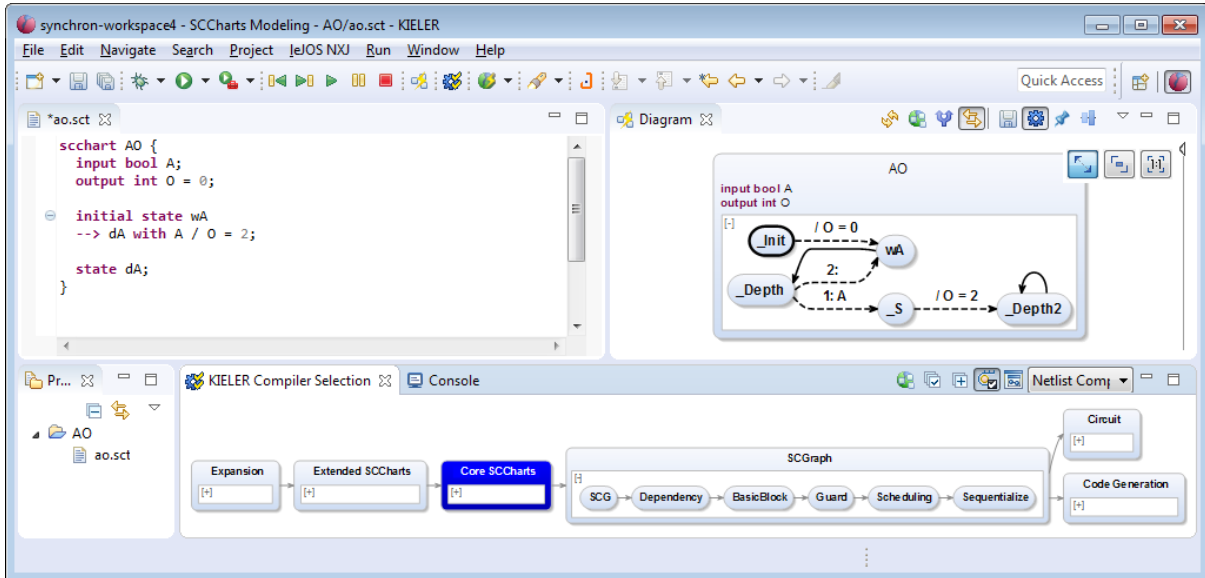 synchron-workspace4 - SCCharts Modeling - AO/ao.sct - KIELER
File Edit Navigate Search Project leJOS NXJ Run Window Help
Quick Access
*ao.sct
scchart AO {
input bool A;
output int O = 0;
initial state wA
--> dA with A / O = 2;
state dA;
}
Diagram
[1:1]
AO
input bool A
output int O
[-]
_Init
/ O = 0
wA
2:
_Depth
1: A
_S
/ O = 2
_Depth2
Pr...
AO
ao.sct
KIELER Compiler Selection
Console
Netlist Comp
Expansion
[+]
Extended SCCharts
[+]
Core SCCharts
[+]
SCGraph
[-]
SCG
Dependency
BasicBlock
Guard
Scheduling
Sequentialize
Circuit
[+]
Code Generation
[+]